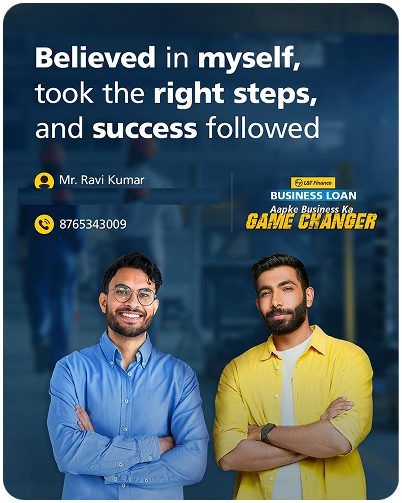 Believed in myself,
took the right steps,
and success followed
Mr. Ravi Kumar
8765343009
L&T Finance
BUSINESS LOAN
Aapke Business Ka
GAME CHANGER